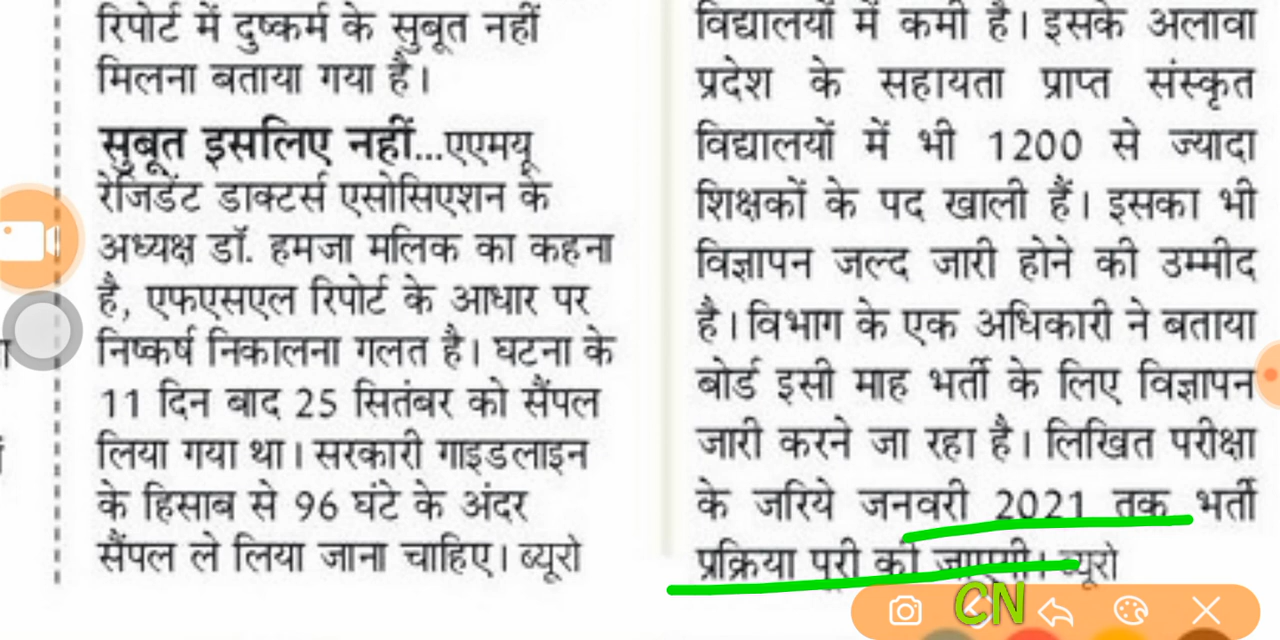 रिपोर्ट में दुष्कर्म के सुबूत नहीं
मिलना बताया गया है।
सुबूत इसलिए नहीं...एएमयू
रेजिडेंट डाक्टर्स एसोसिएशन के
अध्यक्ष डॉ. हमजा मलिक का कहना
है, एफएसएल रिपोर्ट के आधार पर
निष्कर्ष निकालना गलत है। घटना के
11 दिन बाद 25 सितंबर को सैंपल
लिया गया था। सरकारी गाइडलाइन
के हिसाब से 96 घंटे के अंदर
सैंपल ले लिया जाना चाहिए। ब्यूरो
विद्यालयों में कमी है। इसके अलावा
प्रदेश के सहायता प्राप्त संस्कृत
विद्यालयों में भी 1200 से ज्यादा
शिक्षकों के पद खाली हैं। इसका भी
विज्ञापन जल्द जारी होने की उम्मीद
है। विभाग के एक अधिकारी ने बताया
बोर्ड इसी माह भर्ती के लिए विज्ञापन
जारी करने जा रहा है। लिखित परीक्षा
के जरिये जनवरी 2021 तक भर्ती
प्रक्रिया पूरी की जाएगी। ब्यूरो
CN